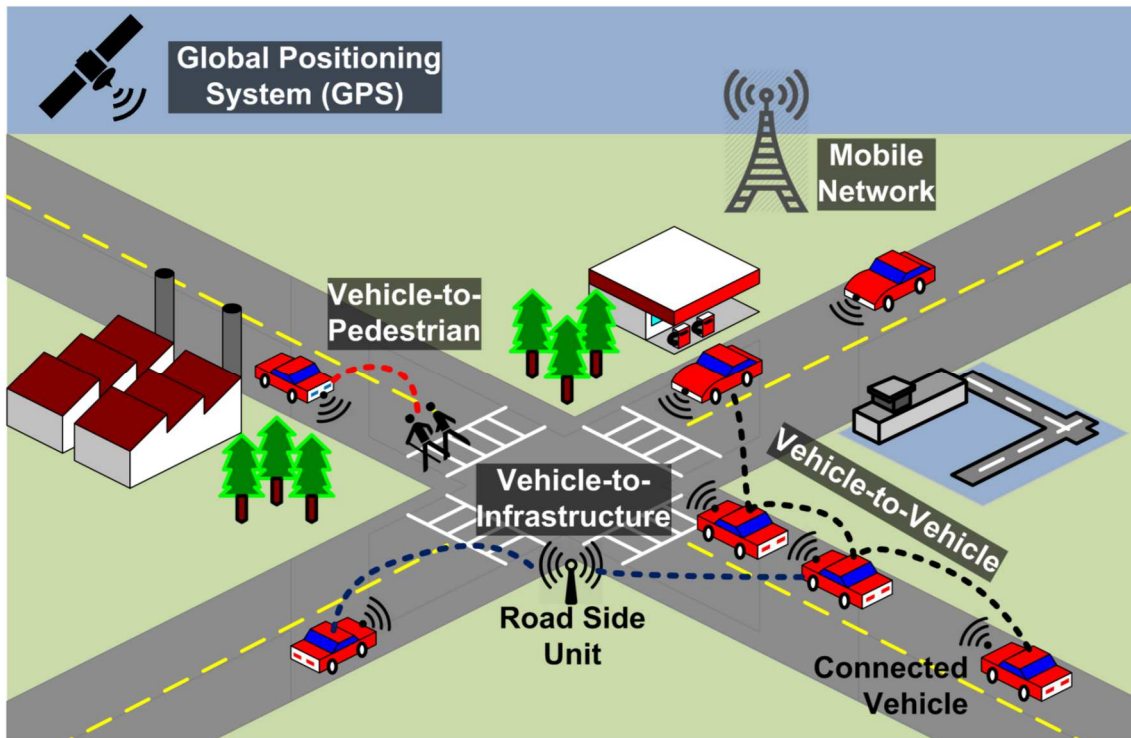 Global Positioning
System (GPS)
Mobile
Network
Vehicle-to-
Pedestrian
Vehicle-to-Vehicle
Vehicle-to-
Infrastructure
Road Side
Unit
Connected
Vehicle